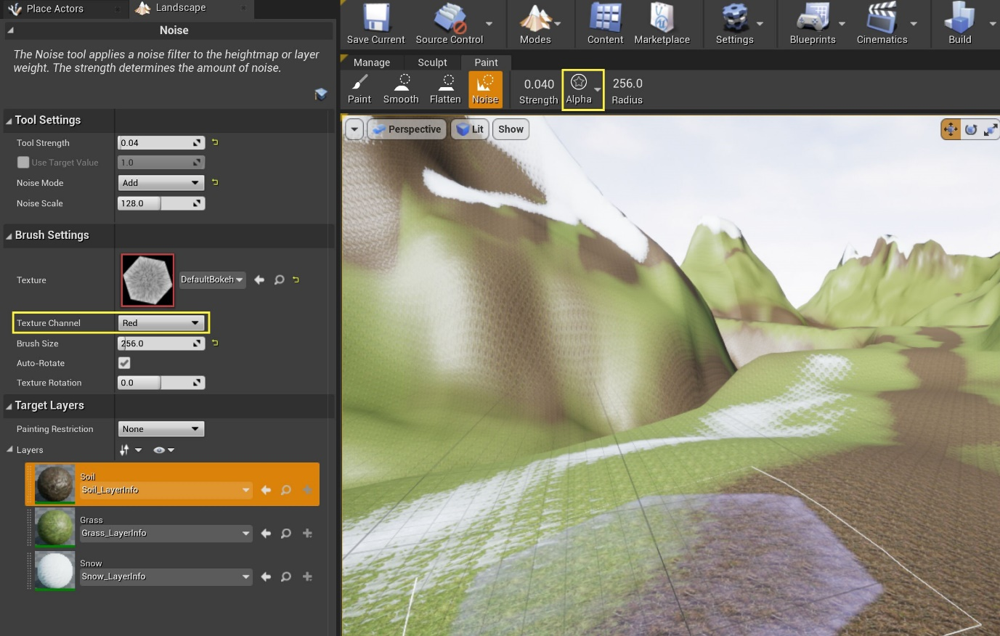 Place Actors
Landscape
Noise
The Noise tool applies a noise filter to the heightmap or layer
weight. The strength determines the amount of noise.
Tool Settings
Tool Strength 0.04
Use Target Value 1.0
Noise Mode Add
Noise Scale 128.0
Brush Settings
Texture DefaultBokeh
Texture Channel Red
Brush Size 256.0
Auto-Rotate
Texture Rotation 0.0
Target Layers
Painting Restriction None
Layers
Soil
Soil_LayerInfo
Grass
Grass_LayerInfo
Snow
Snow_LayerInfo
Save Current Source Control Modes Content Marketplace Settings Blueprints Cinematics Build
Manage Sculpt Paint
Paint Smooth Flatten Noise
0.040
Strength
Alpha
256.0
Radius
Perspective Lit Show